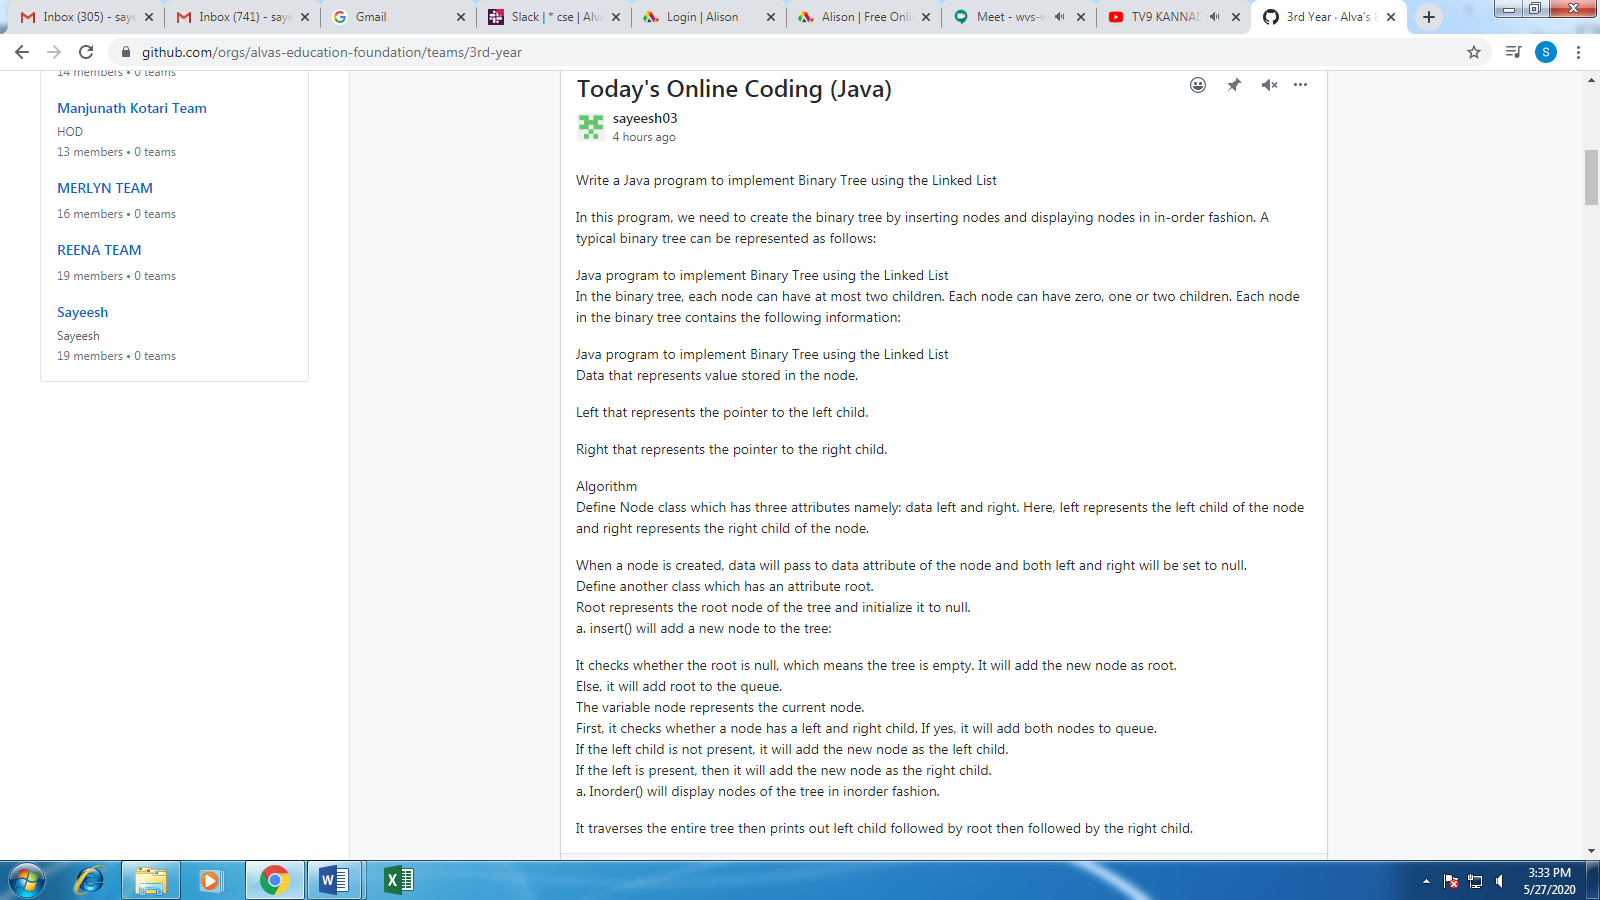 Inbox (305) - saye
Inbox (741) - saye
Gmail
Slack | * cse | Alva
Login | Alison
Alison | Free Onli
Meet - wvs-w
TV9 KANNAD
3rd Year · Alva's E
github.com/orgs/alvas-education-foundation/teams/3rd-year
S
14 members • 0 teams
Manjunath Kotari Team
HOD
13 members • 0 teams
MERLYN TEAM
16 members • 0 teams
REENA TEAM
19 members • 0 teams
Sayeesh
Sayeesh
19 members • 0 teams
Today's Online Coding (Java)
sayeesh03
4 hours ago
Write a Java program to implement Binary Tree using the Linked List
In this program, we need to create the binary tree by inserting nodes and displaying nodes in in-order fashion. A
typical binary tree can be represented as follows:
Java program to implement Binary Tree using the Linked List
In the binary tree, each node can have at most two children. Each node can have zero, one or two children. Each node
in the binary tree contains the following information:
Java program to implement Binary Tree using the Linked List
Data that represents value stored in the node.
Left that represents the pointer to the left child.
Right that represents the pointer to the right child.
Algorithm
Define Node class which has three attributes namely: data left and right. Here, left represents the left child of the node
and right represents the right child of the node.
When a node is created, data will pass to data attribute of the node and both left and right will be set to null.
Define another class which has an attribute root.
Root represents the root node of the tree and initialize it to null.
a. insert() will add a new node to the tree:
It checks whether the root is null, which means the tree is empty. It will add the new node as root.
Else, it will add root to the queue.
The variable node represents the current node.
First, it checks whether a node has a left and right child. If yes, it will add both nodes to queue.
If the left child is not present, it will add the new node as the left child.
If the left is present, then it will add the new node as the right child.
a. Inorder() will display nodes of the tree in inorder fashion.
It traverses the entire tree then prints out left child followed by root then followed by the right child.
3:33 PM
5/27/2020